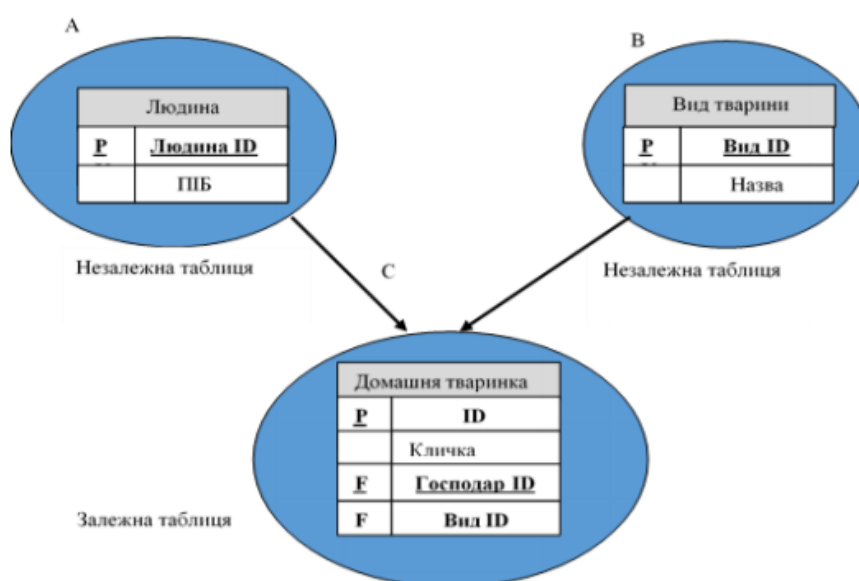 A
B
Людина
P Людина ID
ПІБ
Вид тварини
P Вид ID
Назва
Незалежна таблиця
C
Незалежна таблиця
Домашня тваринка
P ID
Кличка
F Господар ID
F Вид ID
Залежна таблиця